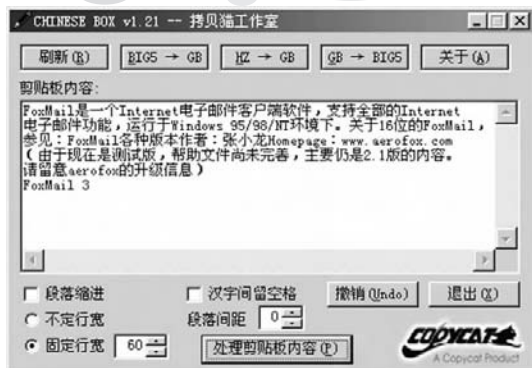 CHINESE BOX v1.21 -- 拷贝猫工作室
刷新(R) BIG5 → GB HZ → GB GB → BIG5 关于(A)
剪贴板内容:
FoxMail是一个Internet电子邮件客户端软件，支持全部的Internet
电子邮件功能，运行于Windows 95/98/NT环境下。关于16位的FoxMail，
参见：FoxMail各种版本作者：张小龙Homepage：www.aerofox.com
（由于现在是测试版，帮助文件尚未完善，主要仍是2.1版的内容。
请留意aerofox的升级信息）
FoxMail 3
段落缩进 汉字间留空格 撤销(Undo) 退出(X)
不定行宽 段落间距 0
固定行宽 60 处理剪贴板内容(P)
COPYCAT
A Copycat Product